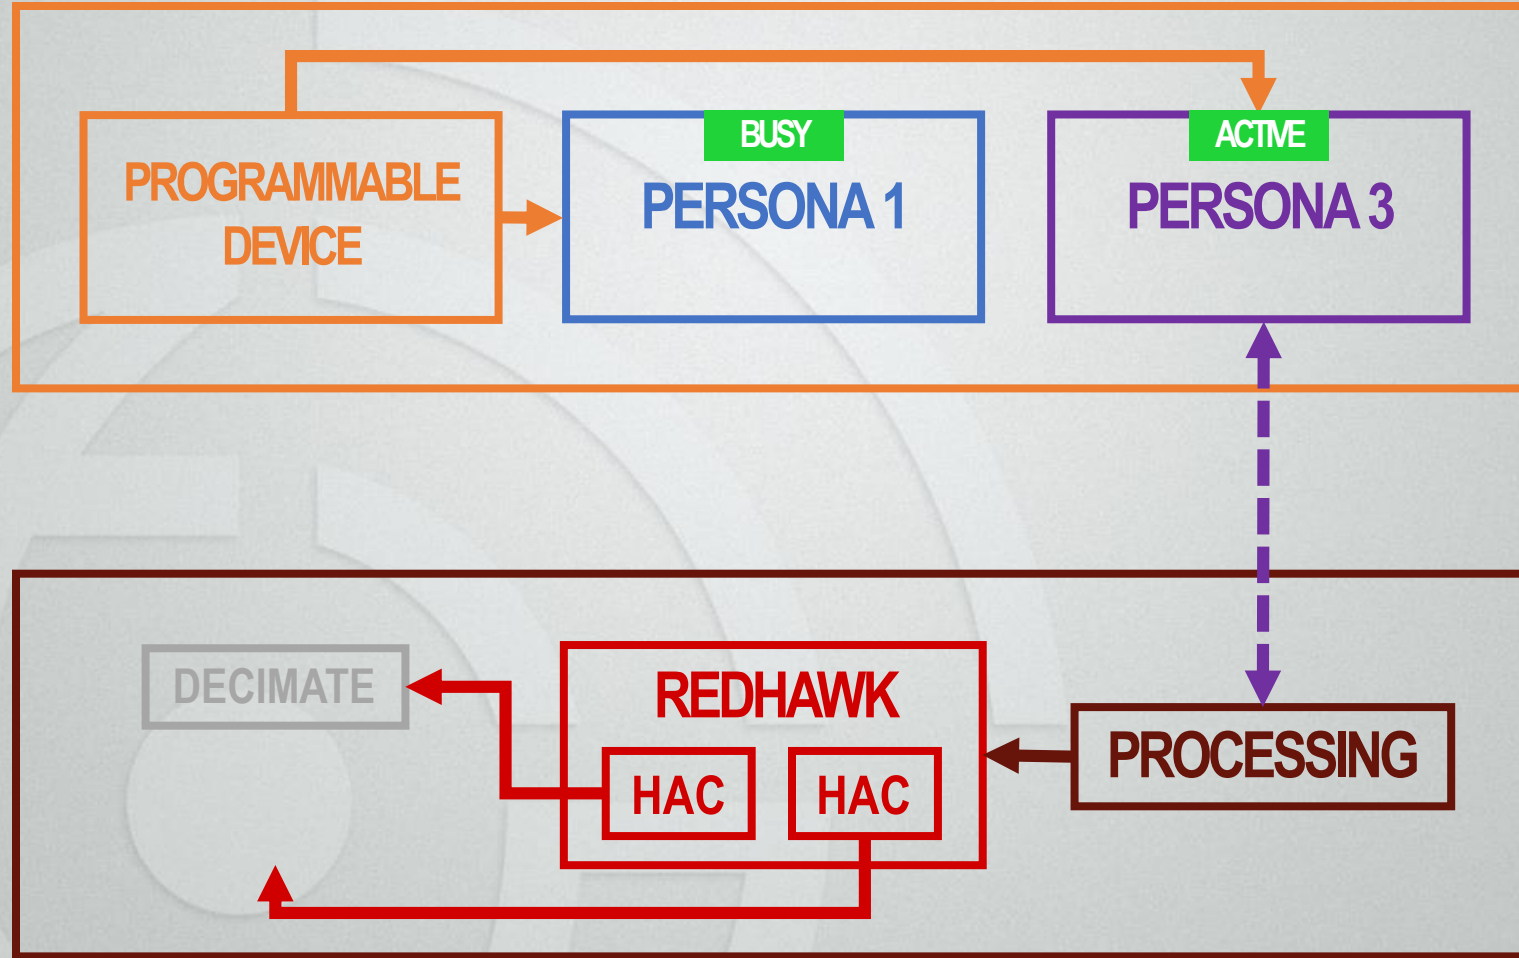 BUSY
ACTIVE
PROGRAMMABLE
DEVICE
PERSONA 1
PERSONA 3
DECIMATE
REDHAWK
HAC
HAC
PROCESSING